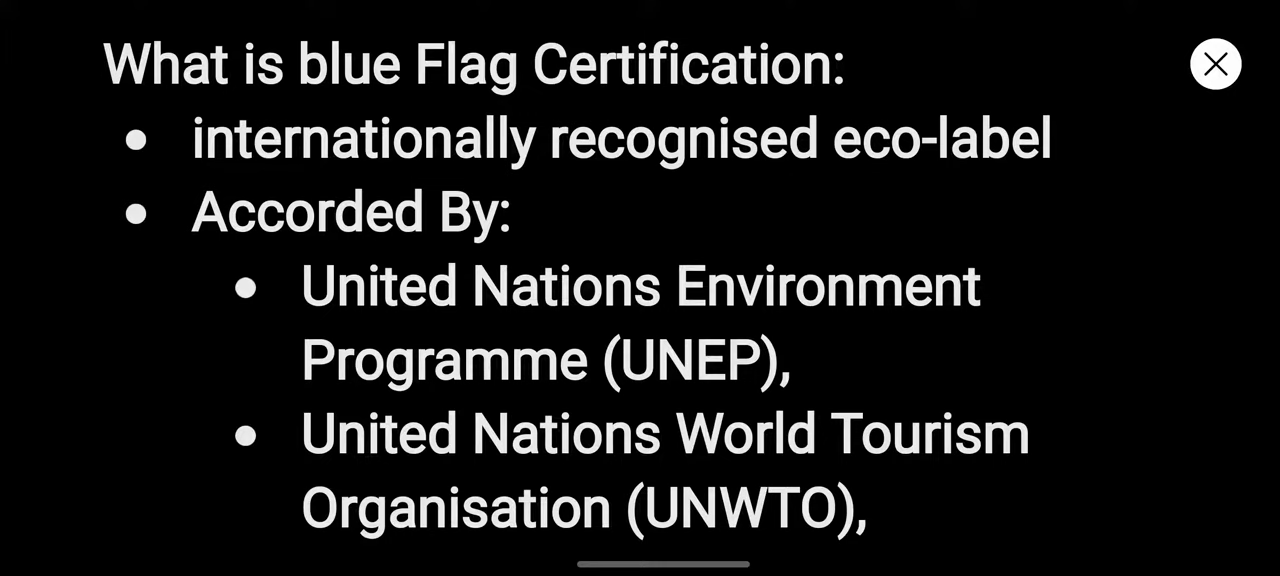 What is blue Flag Certification:
• internationally recognised eco-label
• Accorded By:
• United Nations Environment
Programme (UNEP),
• United Nations World Tourism
Organisation (UNWTO),